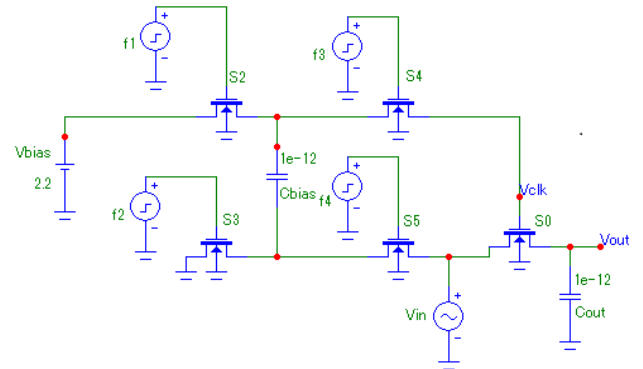 f1
f3
S2
S4
Vbias
2.2
1e-12
Cbias
f2
f4
S3
S5
Vclk
S0
Vout
1e-12
Cout
Vin